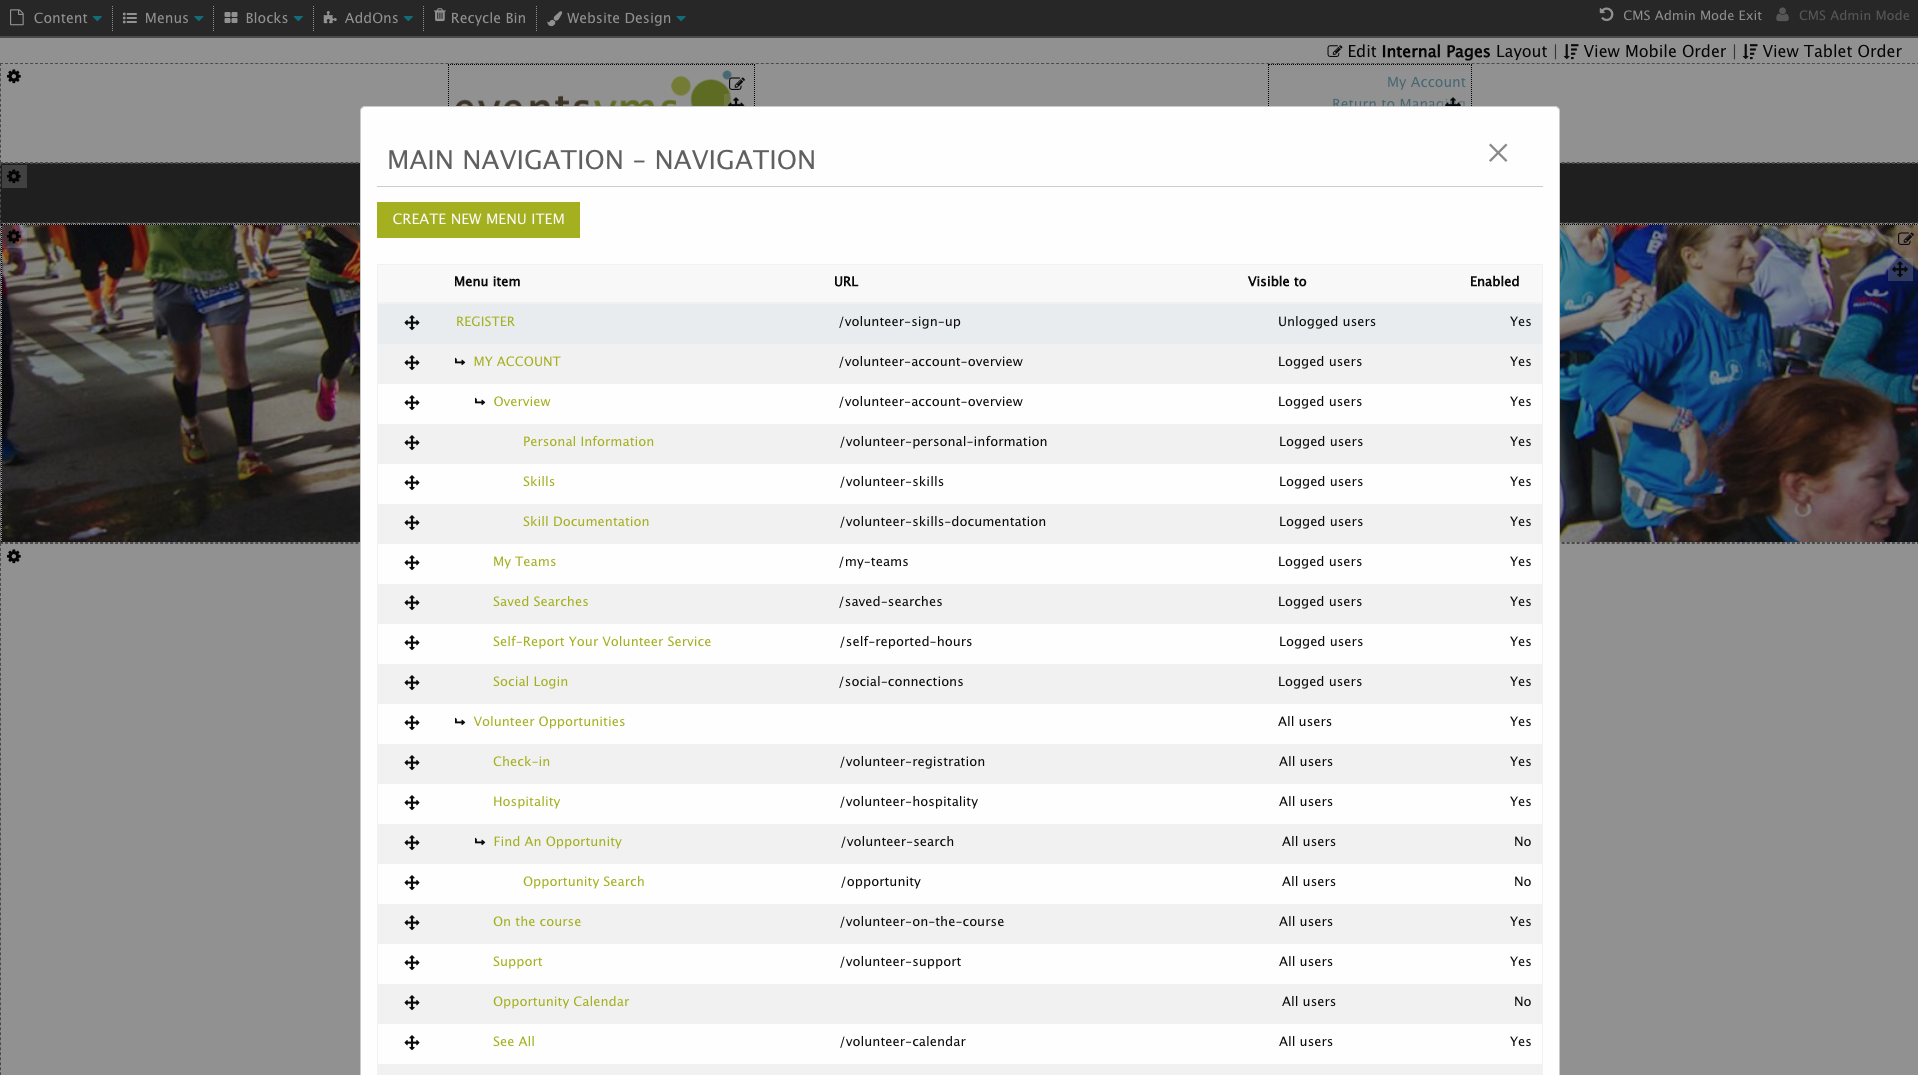 Content Menus Blocks AddOns Recycle Bin Website Design CMS Admin Mode Exit CMS Admin Mode
Edit Internal Pages Layout | View Mobile Order | View Tablet Order
My Account
eventsvms Return to
MAIN NAVIGATION - NAVIGATION
CREATE NEW MENU ITEM
Menu item URL Visible to Enabled
REGISTER /volunteer-sign-up Unlogged users Yes
MY ACCOUNT /volunteer-account-overview Logged users Yes
Overview /volunteer-account-overview Logged users Yes
Personal Information /volunteer-personal-information Logged users Yes
Skills /volunteer-skills Logged users Yes
Skill Documentation /volunteer-skills-documentation Logged users Yes
My Teams /my-teams Logged users Yes
Saved Searches /saved-searches Logged users Yes
Self-Report Your Volunteer Service /self-reported-hours Logged users Yes
Social Login /social-connections Logged users Yes
Volunteer Opportunities All users Yes
Check-in /volunteer-registration All users Yes
Hospitality /volunteer-hospitality All users Yes
Find An Opportunity /volunteer-search All users No
Opportunity Search /opportunity All users No
On the course /volunteer-on-the-course All users Yes
Support /volunteer-support All users Yes
Opportunity Calendar All users No
See All /volunteer-calendar All users Yes